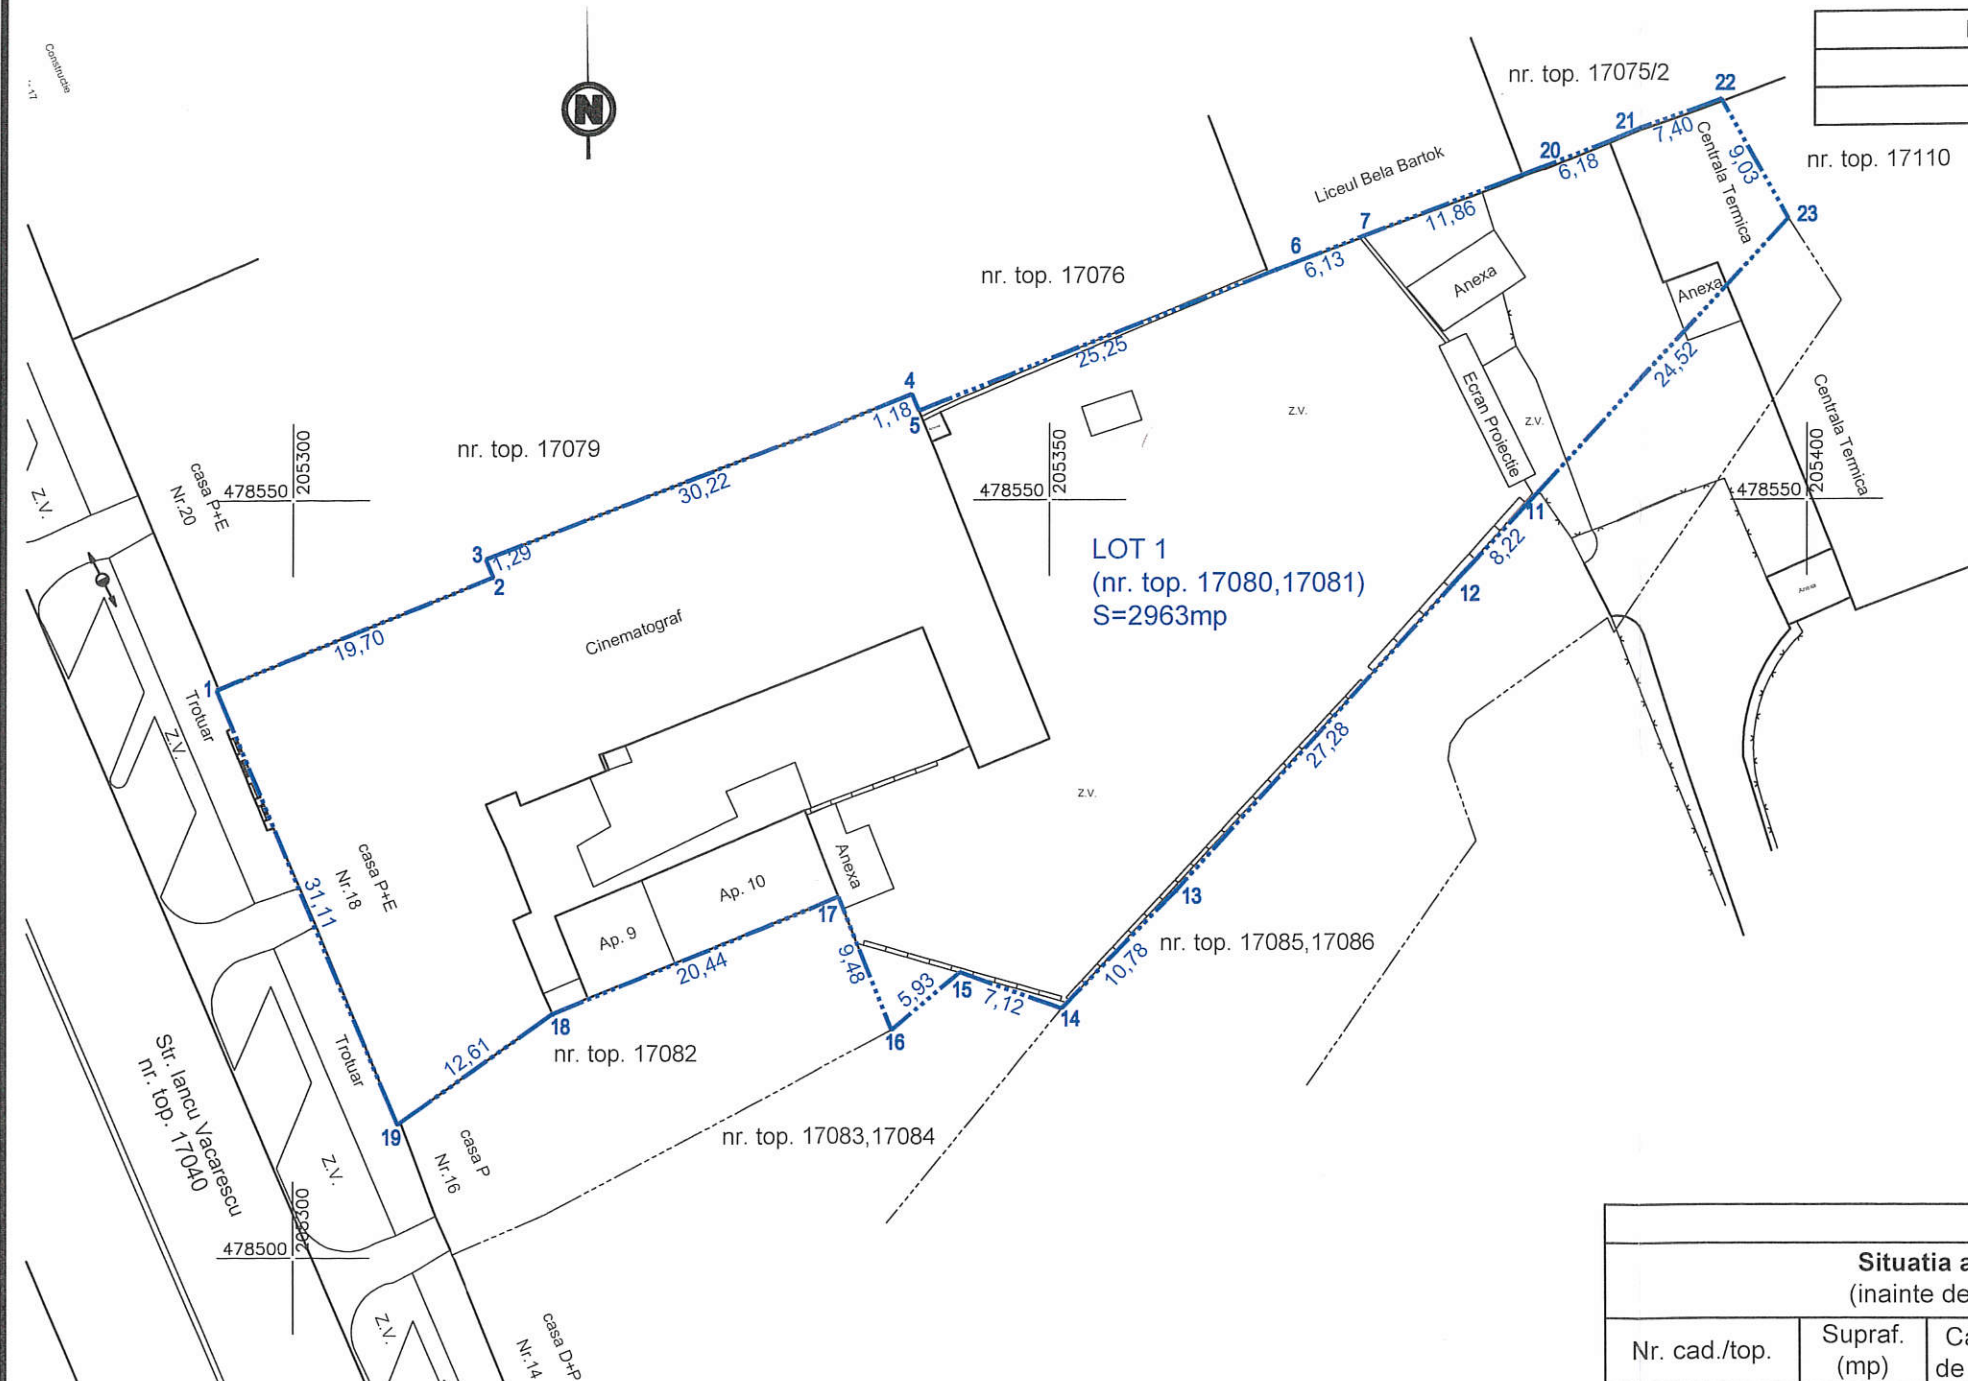 Constructie
N
nr. top. 17075/2
22
21
7,40
20
6,18
9,03
Centrala Termica
nr. top. 17110
23
Liceul Bela Bartok
7
11,86
6
6,13
nr. top. 17076
Anexa
Anexa
25,25
24,52
4
1,18
5
Ecran Proiectie
z.v.
z.v.
Centrala Termica
nr. top. 17079
30,22
478550
205300
478550
205350
478550
205400
casa P+E
Nr.20
Z.V.
3
1,29
2
11
8,22
12
LOT 1
(nr. top. 17080,17081)
S=2963mp
Anexa
Cinematograf
19,70
1
Trotuar
Z.V.
27,28
z.v.
casa P+E
Nr.18
31,11
Anexa
Ap. 10
Ap. 9
17
13
nr. top. 17085,17086
9,48
20,44
5,93
15
7,12
10,78
14
16
18
nr. top. 17082
12,61
Trotuar
19
Str. Iancu Vacarescu
nr. top. 17040
casa P
Nr.16
nr. top. 17083,17084
Z.V.
478500
205300
Z.V.
casa D+P
Nr.14
Situatia a
(inainte de
Nr. cad./top.
Supraf.
(mp)
Ca
de